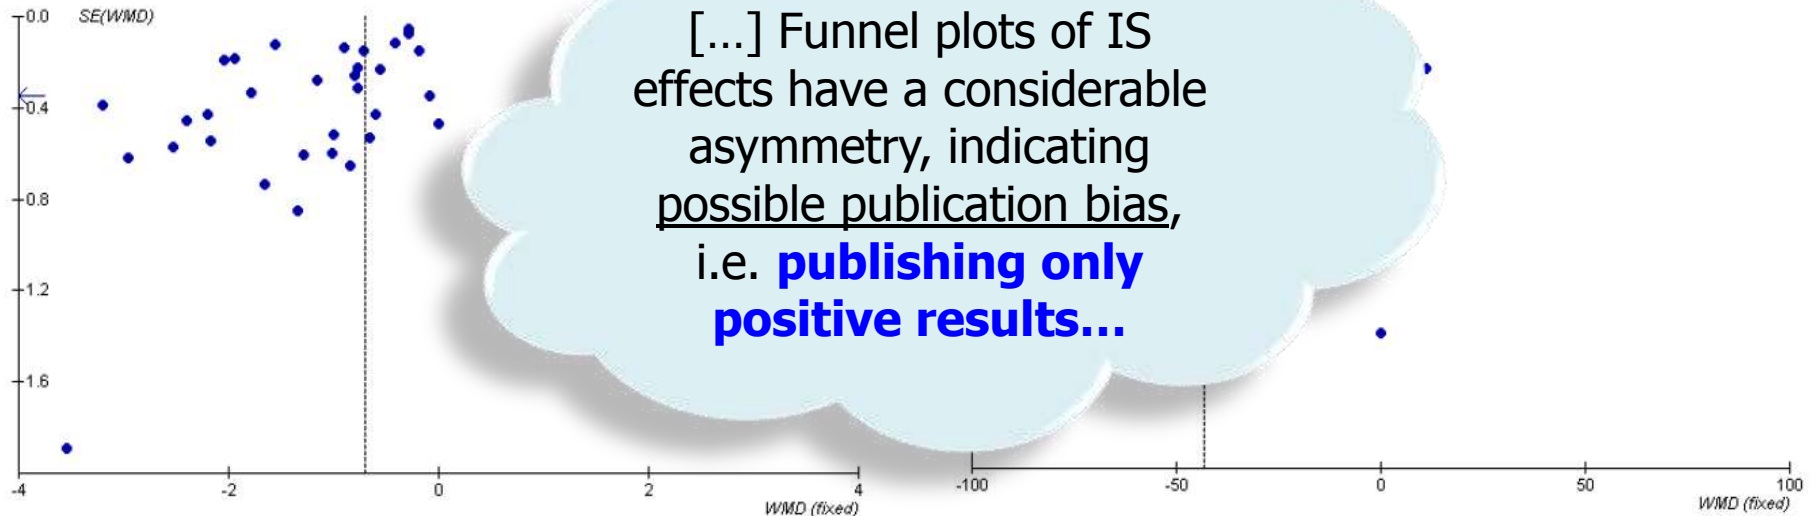 0.0 SE(WMD)
0.4
0.8
1.2
1.6
-4 -2 0 2 4
WMD (fixed)
[...] Funnel plots of IS
effects have a considerable
asymmetry, indicating
possible publication bias,
i.e. publishing only
positive results...
-100 -50 0 50 100
WMD (fixed)